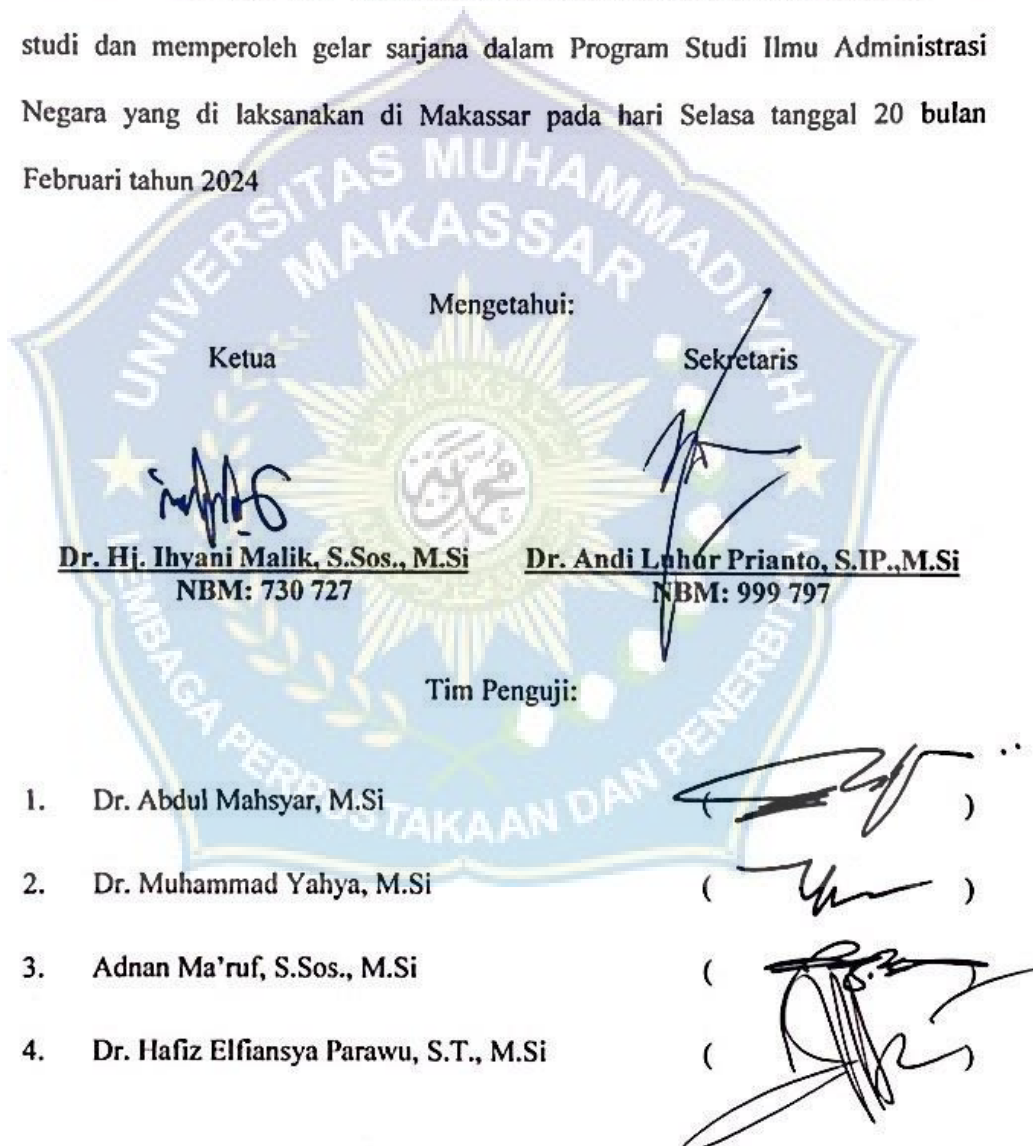 studi dan memperoleh gelar sarjana dalam Program Studi Ilmu Administrasi
Negara yang di laksanakan di Makassar pada hari Selasa tanggal 20 bulan
Februari tahun 2024
UNIVERSITAS MUHAMMADIYAH
MAKASSAR
Mengetahui:
Ketua Sekretaris
Dr. Hj. Ihyani Malik, S.Sos., M.Si Dr. Andi Luhur Prianto, S.IP.,M.Si
NBM: 730 727 NBM: 999 797
Tim Penguji:
LEMBAGA PERPUSTAKAAN DAN PENERBITAN
1. Dr. Abdul Mahsyar, M.Si ( )
2. Dr. Muhammad Yahya, M.Si ( )
3. Adnan Ma'ruf, S.Sos., M.Si ( )
4. Dr. Hafiz Elfiansya Parawu, S.T., M.Si ( )